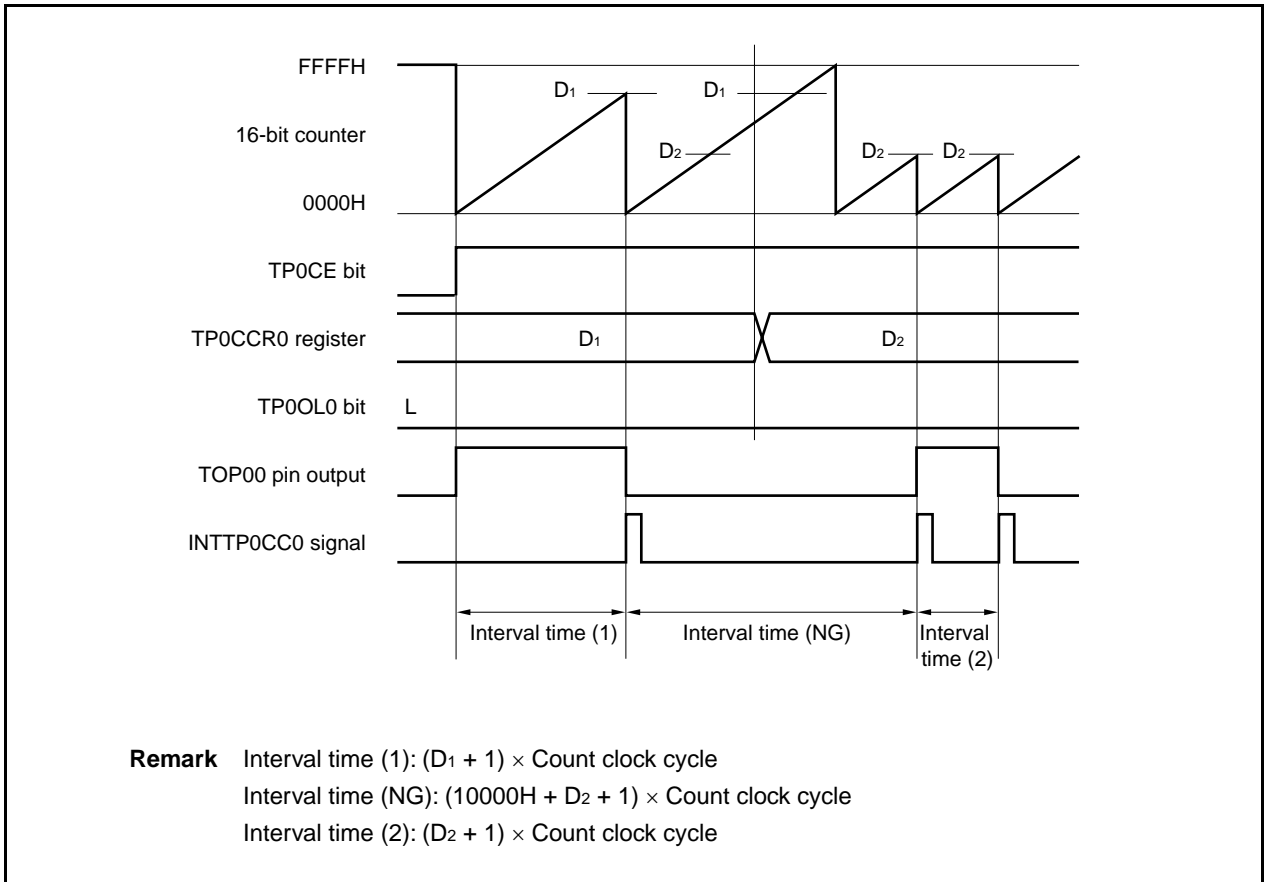 FFFFH
D1 D1
16-bit counter
D2 D2 D2
0000H
TP0CE bit
TP0CCR0 register D1 D2
TP0OL0 bit L
TOP00 pin output
INTTP0CC0 signal
Interval time (1) Interval time (NG) Interval
time (2)
Remark Interval time (1): (D1 + 1) × Count clock cycle
Interval time (NG): (10000H + D2 + 1) × Count clock cycle
Interval time (2): (D2 + 1) × Count clock cycle